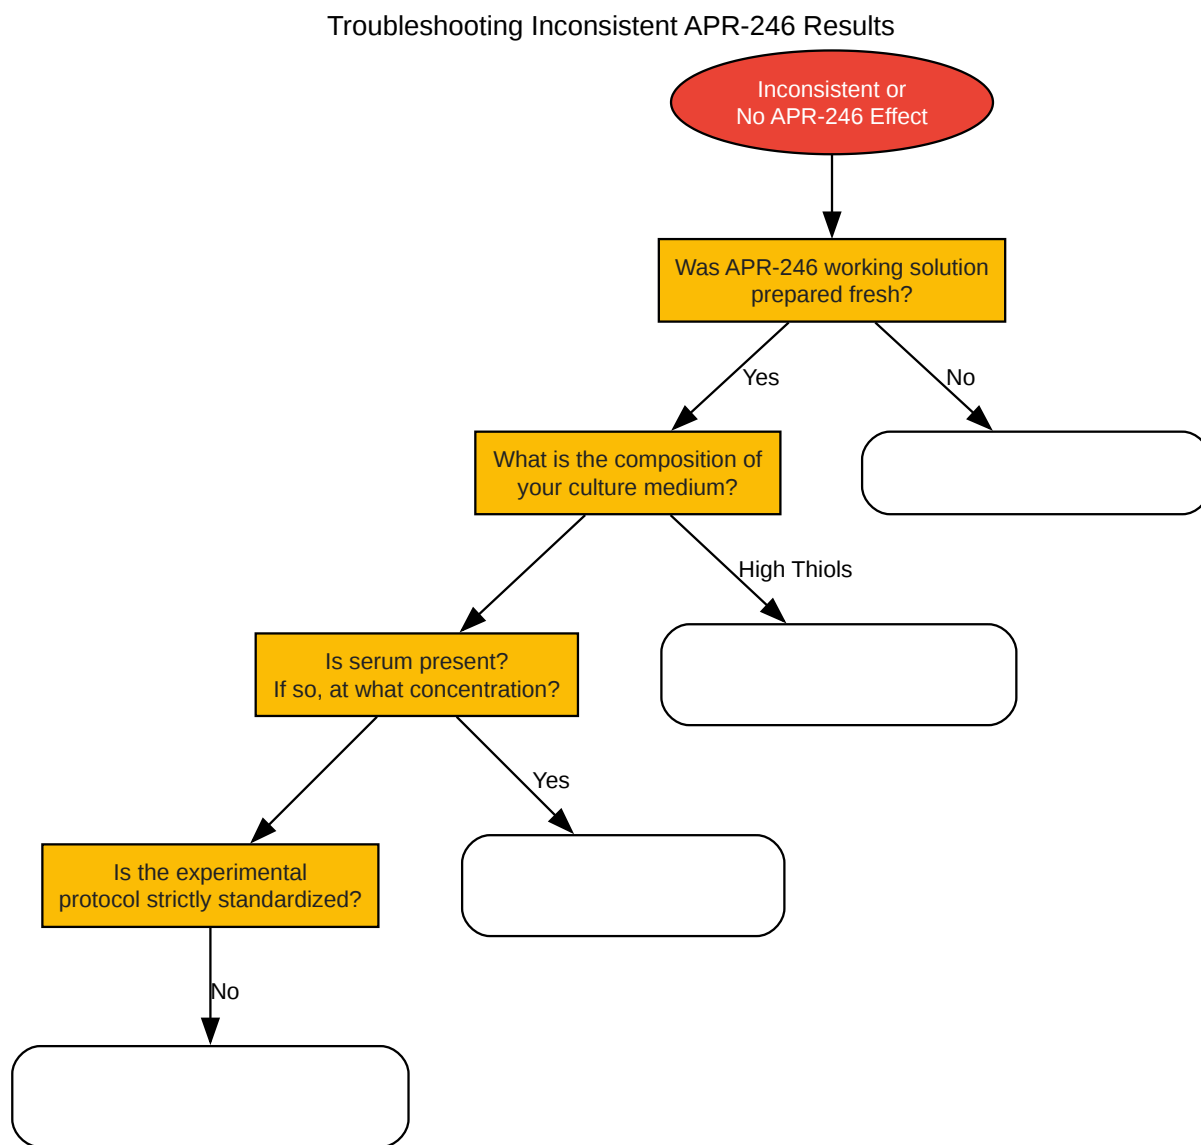 Troubleshooting Inconsistent APR-246 Results
Inconsistent or
No APR-246 Effect
Was APR-246 working solution
prepared fresh?
Yes
No
What is the composition of
your culture medium?
High Thiols
Is serum present?
If so, at what concentration?
Yes
Is the experimental
protocol strictly standardized?
No